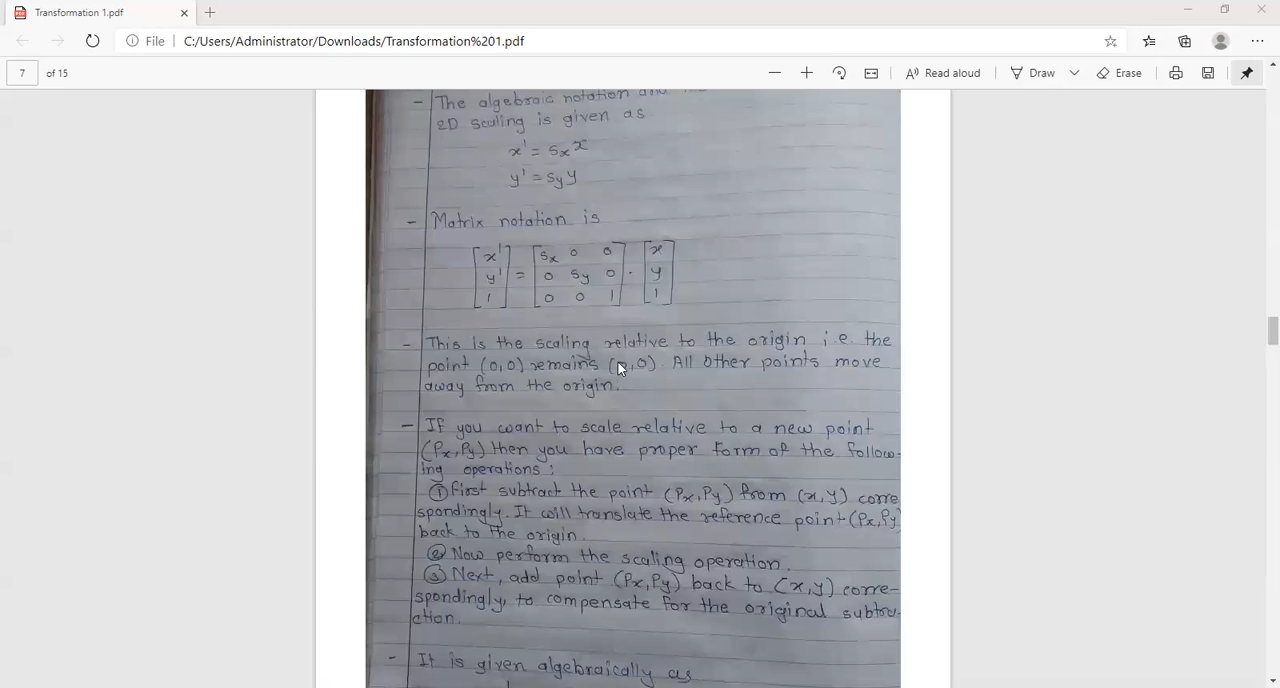 Transformation 1.pdf
File
C:/Users/Administrator/Downloads/Transformation%201.pdf
7 of 15
Read aloud
Draw
Erase
- The algebraic notation
2D scaling is given as
x' = Sx x
y' = Sy y
- Matrix notation is
[x'] = [Sx 0 0] . [x]
[y'] [0 Sy 0] [y]
[1] [0 0 1] [1]
- This is the scaling relative to the origin i.e. the
point (0,0) remains (0,0). All other points move
away from the origin.
- If you want to scale relative to a new point
(Px,Py) then you have proper form of the follow-
ing operations :
① First subtract the point (Px,Py) from (x,y) corre
spondingly. It will translate the reference point (Px,Py)
back to the origin.
② Now perform the scaling operation.
③ Next, add point (Px,Py) back to (x,y) corre-
spondingly, to compensate for the original subtra
ction.
- It is given algebraically as